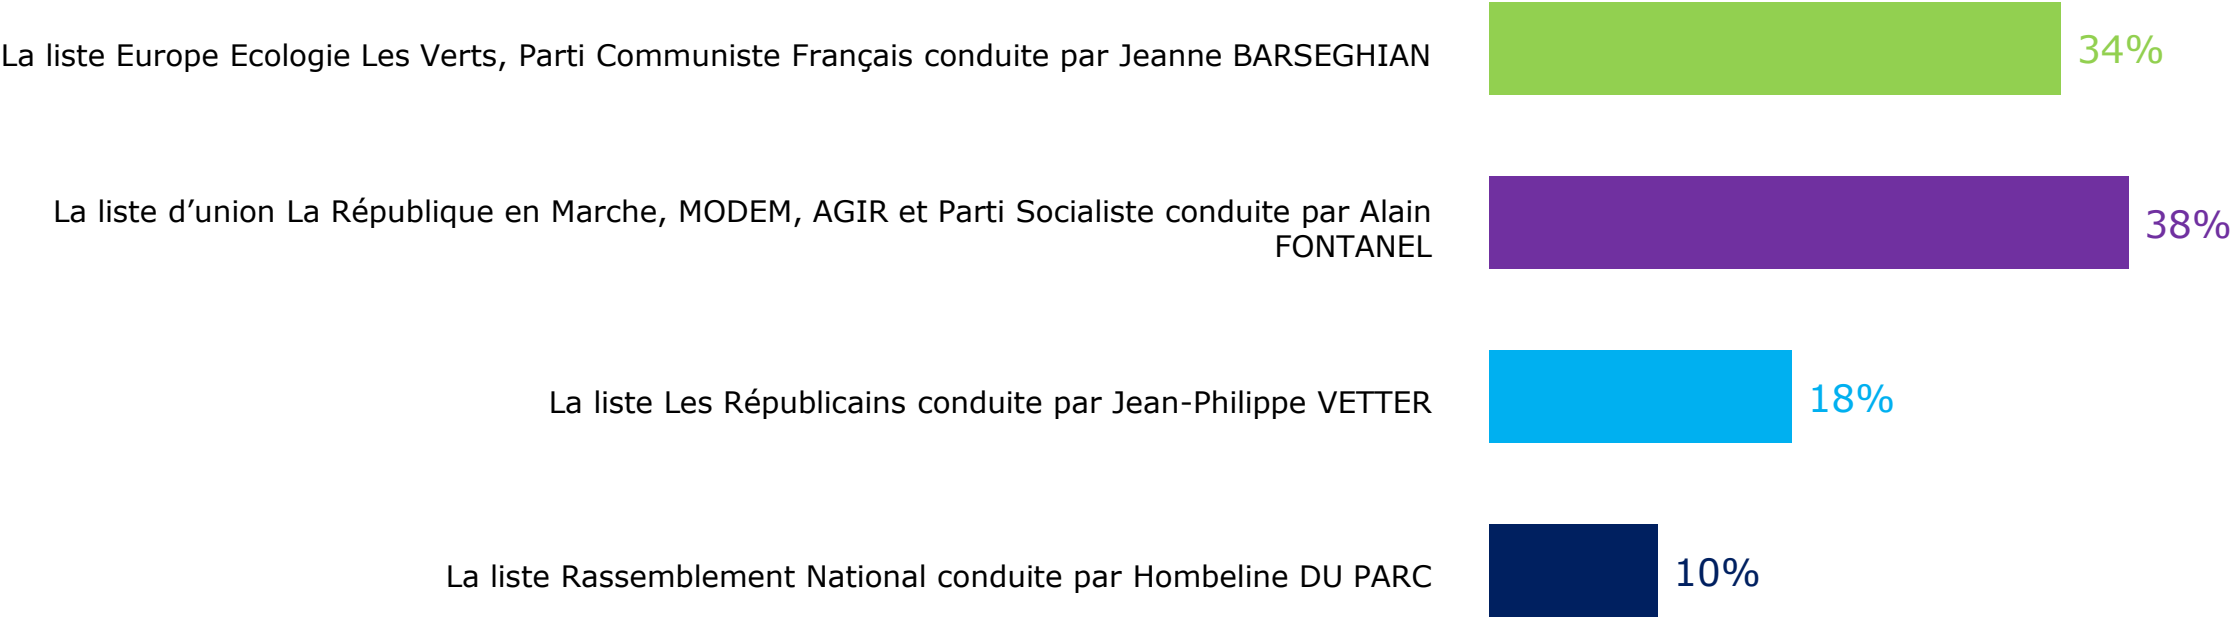 La liste Europe Ecologie Les Verts, Parti Communiste Français conduite par Jeanne BARSEGHIAN
34%
La liste d’union La République en Marche, MODEM, AGIR et Parti Socialiste conduite par Alain
FONTANEL
38%
La liste Les Républicains conduite par Jean-Philippe VETTER
18%
La liste Rassemblement National conduite par Hombeline DU PARC
10%